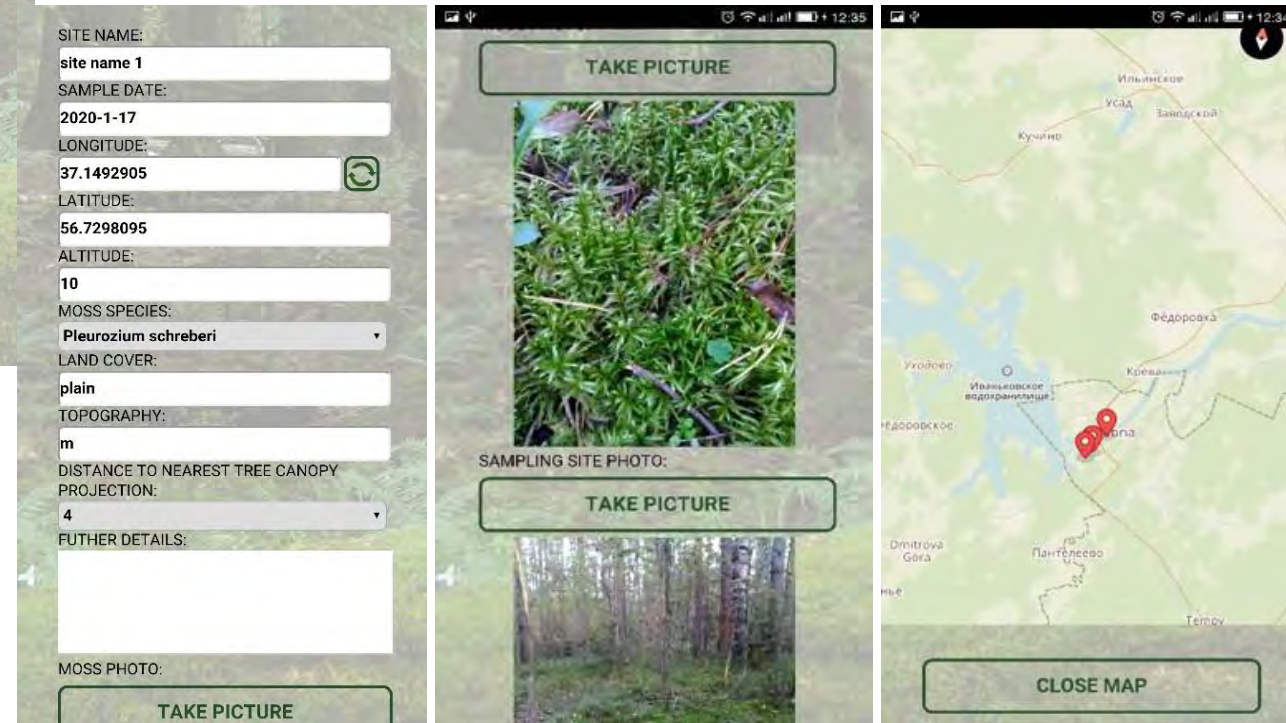 SITE NAME:
site name 1
SAMPLE DATE:
2020-1-17
LONGITUDE:
37.1492905
LATITUDE:
56.7298095
ALTITUDE:
10
MOSS SPECIES:
Pleurozium schreberi
LAND COVER:
plain
TOPOGRAPHY:
m
DISTANCE TO NEAREST TREE CANOPY
PROJECTION:
4
FUTHER DETAILS:
MOSS PHOTO:
TAKE PICTURE
12:35
TAKE PICTURE
SAMPLING SITE PHOTO:
TAKE PICTURE
12:34
Ильинское
Усад
Заводской
Кучино
Фёдоровка
Уходово
Крева
Иваньковское
водохранилище
Dmitrova
Gora
Пантелеево
CLOSE MAP